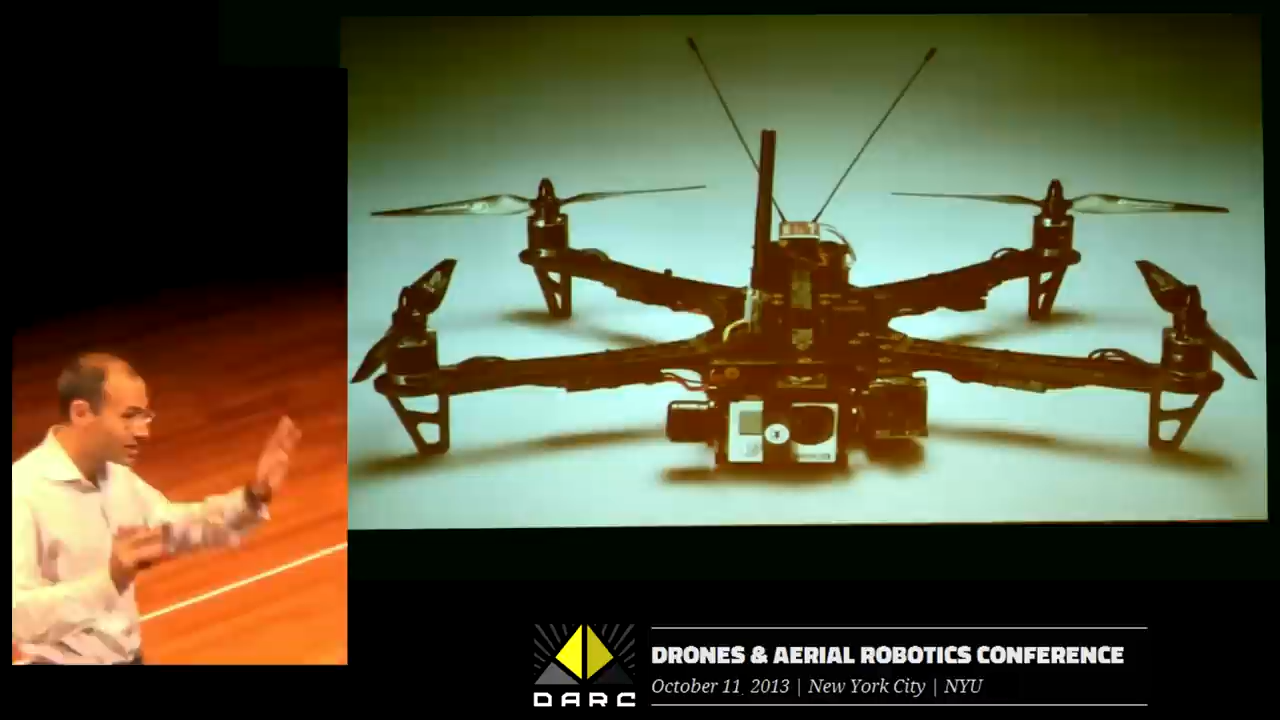 DARC
DRONES & AERIAL ROBOTICS CONFERENCE
October 11, 2013 | New York City | NYU